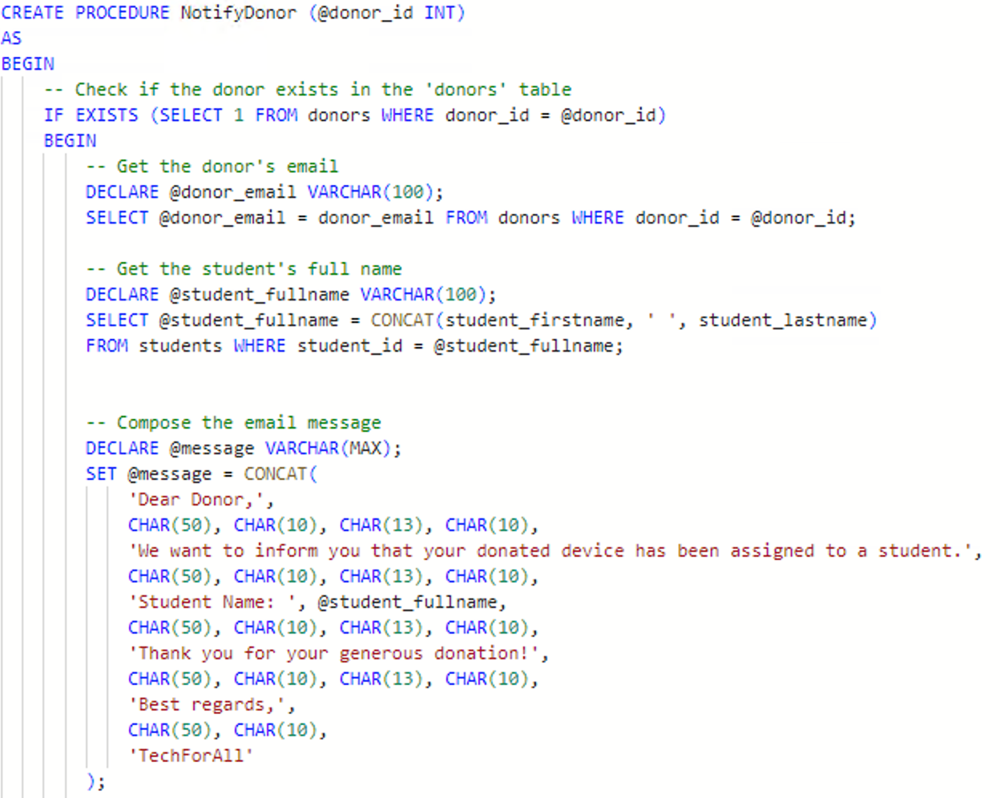 CREATE PROCEDURE NotifyDonor (@donor_id INT)
AS
BEGIN
-- Check if the donor exists in the 'donors' table
IF EXISTS (SELECT 1 FROM donors WHERE donor_id = @donor_id)
BEGIN
-- Get the donor's email
DECLARE @donor_email VARCHAR(100);
SELECT @donor_email = donor_email FROM donors WHERE donor_id = @donor_id;
-- Get the student's full name
DECLARE @student_fullname VARCHAR(100);
SELECT @student_fullname = CONCAT(student_firstname, ' ', student_lastname)
FROM students WHERE student_id = @student_fullname;
-- Compose the email message
DECLARE @message VARCHAR(MAX);
SET @message = CONCAT(
'Dear Donor,',
CHAR(50), CHAR(10), CHAR(13), CHAR(10),
'We want to inform you that your donated device has been assigned to a student.',
CHAR(50), CHAR(10), CHAR(13), CHAR(10),
'Student Name: ', @student_fullname,
CHAR(50), CHAR(10), CHAR(13), CHAR(10),
'Thank you for your generous donation!',
CHAR(50), CHAR(10), CHAR(13), CHAR(10),
'Best regards,',
CHAR(50), CHAR(10),
'TechForAll'
);